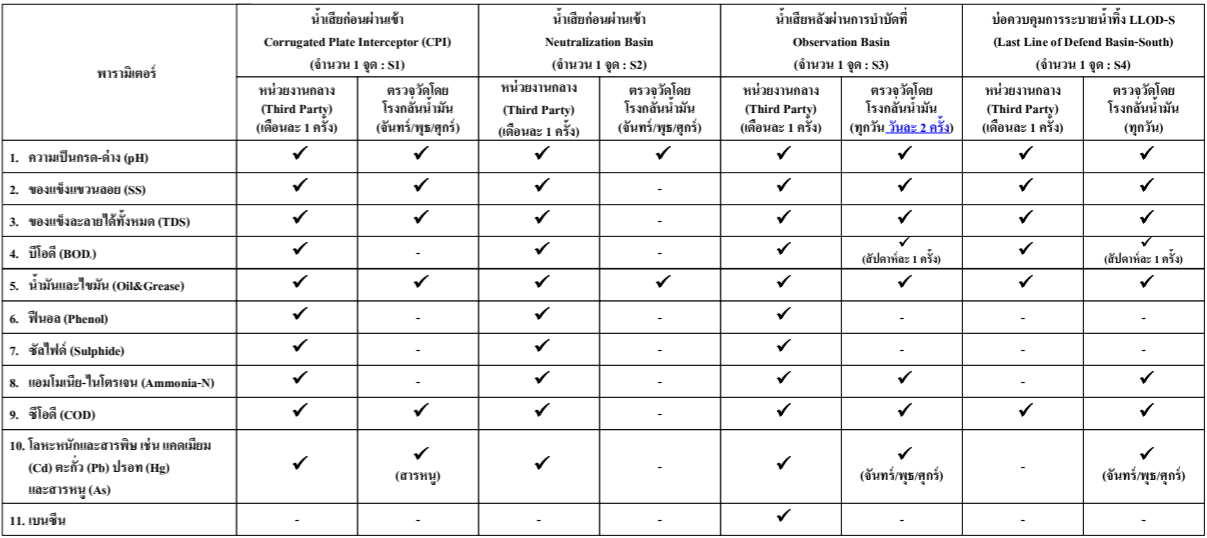 พารามิเตอร์
น้ำเสียก่อนผ่านเข้า
Corrugated Plate Interceptor (CPI)
(จำนวน 1 จุด : S1)
น้ำเสียก่อนผ่านเข้า
Neutralization Basin
(จำนวน 1 จุด : S2)
น้ำเสียหลังผ่านการบำบัดที่
Observation Basin
(จำนวน 1 จุด : S3)
บ่อควบคุมการระบายน้ำทิ้ง LLOD-S
(Last Line of Defend Basin-South)
(จำนวน 1 จุด : S4)
หน่วยงานกลาง
(Third Party)
(เดือนละ 1 ครั้ง)
ตรวจวัดโดย
โรงกลั่นน้ำมัน
(จันทร์/พุธ/ศุกร์)
หน่วยงานกลาง
(Third Party)
(เดือนละ 1 ครั้ง)
ตรวจวัดโดย
โรงกลั่นน้ำมัน
(จันทร์/พุธ/ศุกร์)
หน่วยงานกลาง
(Third Party)
(เดือนละ 1 ครั้ง)
ตรวจวัดโดย
โรงกลั่นน้ำมัน
(ทุกวัน วันละ 2 ครั้ง)
หน่วยงานกลาง
(Third Party)
(เดือนละ 1 ครั้ง)
ตรวจวัดโดย
โรงกลั่นน้ำมัน
(ทุกวัน)
1. ความเป็นกรด-ด่าง (pH) ✓ ✓ ✓ ✓ ✓ ✓ ✓ ✓
2. ของแข็งแขวนลอย (SS) ✓ ✓ ✓ - ✓ ✓ ✓ ✓
3. ของแข็งละลายได้ทั้งหมด (TDS) ✓ ✓ ✓ - ✓ ✓ ✓ ✓
4. บีโอดี (BOD.) ✓ - ✓ - ✓ ✓ ✓ ✓
(สัปดาห์ละ 1 ครั้ง) (สัปดาห์ละ 1 ครั้ง)
5. น้ำมันและไขมัน (Oil&Grease) ✓ ✓ ✓ ✓ ✓ ✓ ✓ ✓
6. ฟีนอล (Phenol) ✓ - ✓ - ✓ - - -
7. ซัลไฟด์ (Sulphide) ✓ - ✓ - ✓ - - -
8. แอมโมเนีย-ไนโตรเจน (Ammonia-N) ✓ - ✓ - ✓ ✓ - ✓
9. ซีโอดี (COD) ✓ ✓ ✓ - ✓ ✓ ✓ ✓
10. โลหะหนักและสารพิษ เช่น แคดเมียม
(Cd) ตะกั่ว (Pb) ปรอท (Hg) ✓ ✓ ✓ - ✓ ✓ - ✓
และสารหนู (As) (สารหนู) (จันทร์/พุธ/ศุกร์) (จันทร์/พุธ/ศุกร์)
11. เบนซีน - - - - ✓ - - -